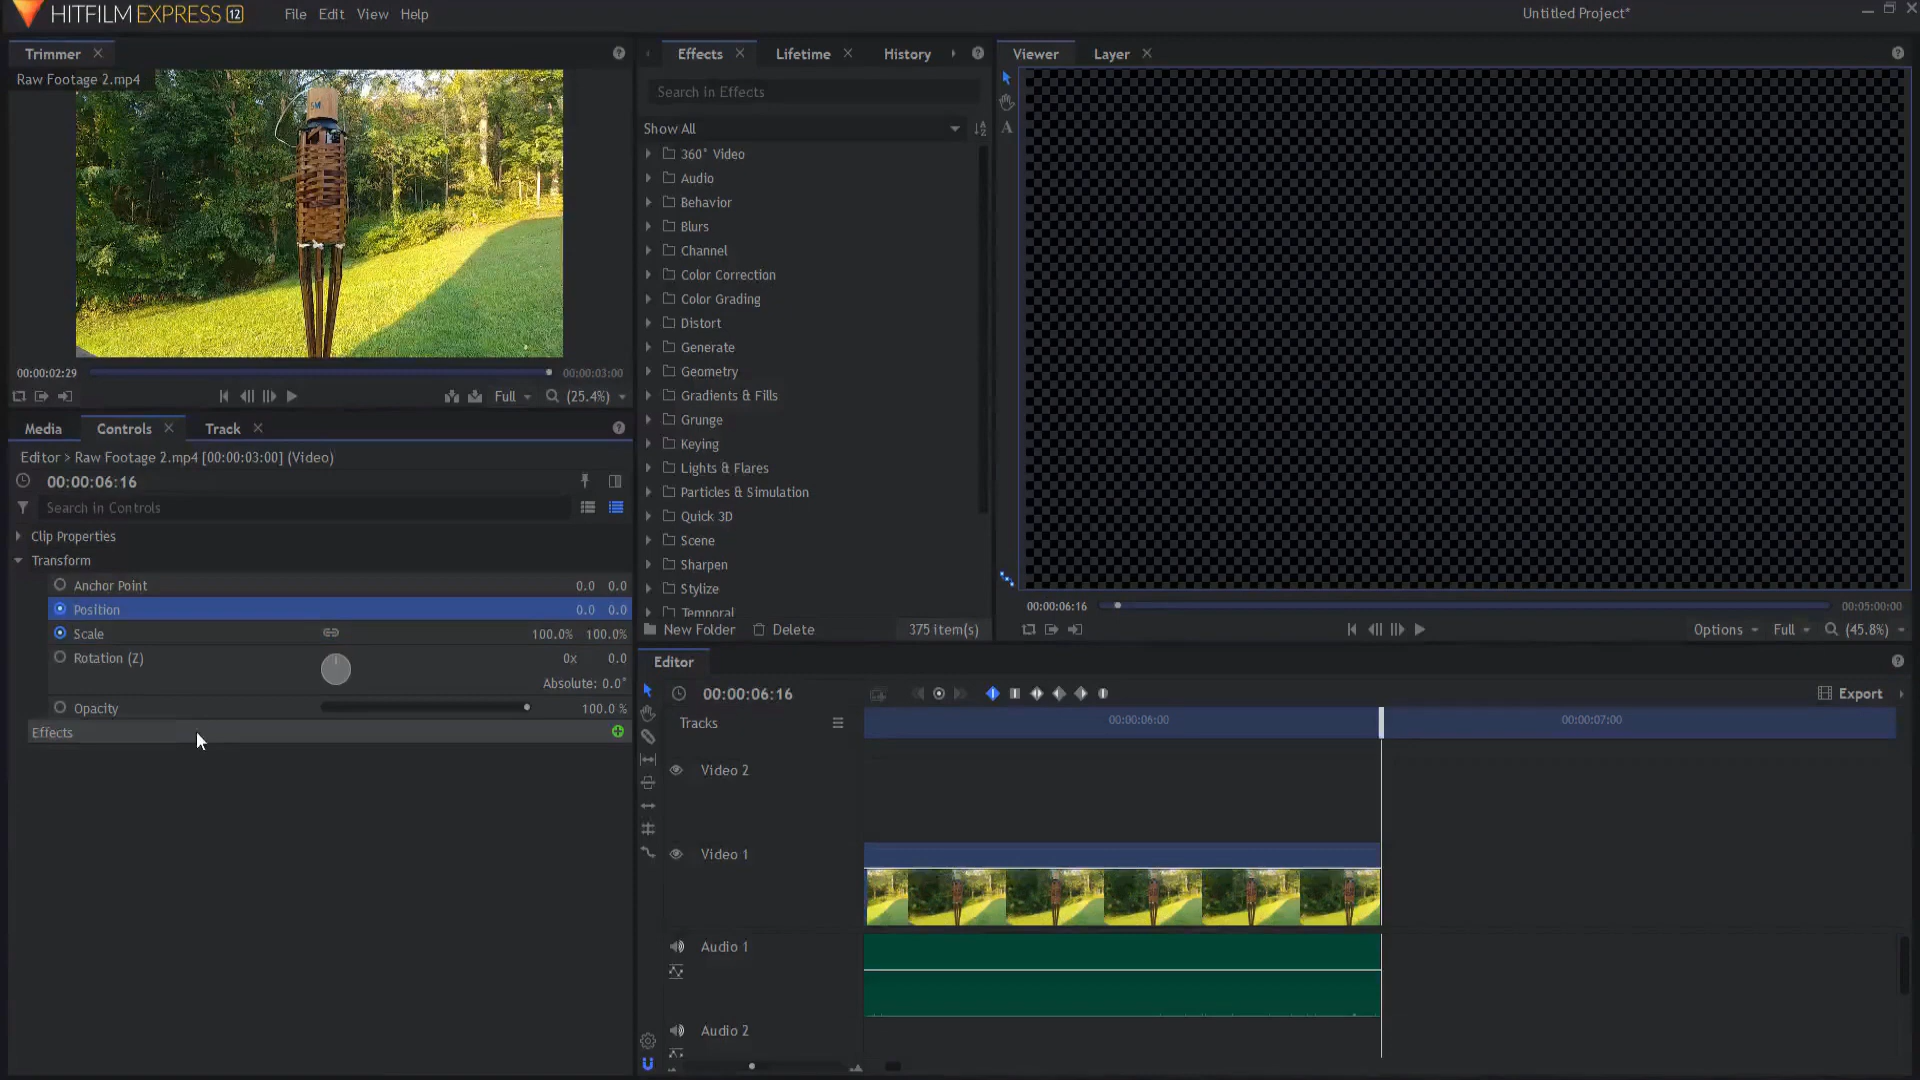 HITFILM EXPRESS 12 File Edit View Help Untitled Project*
Trimmer
Raw Footage 2.mp4
00:00:02:29 00:00:03:00
Full (25.4%)
Media Controls Track
Editor > Raw Footage 2.mp4 [00:00:03:00] (Video)
00:00:06:16
Search in Controls
Clip Properties
Transform
Anchor Point 0.0 0.0
Position 0.0 0.0
Scale 100.0% 100.0%
Rotation (Z) 0x 0.0
Absolute: 0.0°
Opacity 100.0 %
Effects
Effects Lifetime History
Search in Effects
Show All
360° Video
Audio
Behavior
Blurs
Channel
Color Correction
Color Grading
Distort
Generate
Geometry
Gradients & Fills
Grunge
Keying
Lights & Flares
Particles & Simulation
Quick 3D
Scene
Sharpen
Stylize
Temporal
New Folder Delete 375 item(s)
Viewer Layer
A
00:00:06:16 00:05:00:00
Options Full (45.8%)
Editor
00:00:06:16 Export
Tracks 00:00:06:00 00:00:07:00
Video 2
Video 1
Audio 1
Audio 2